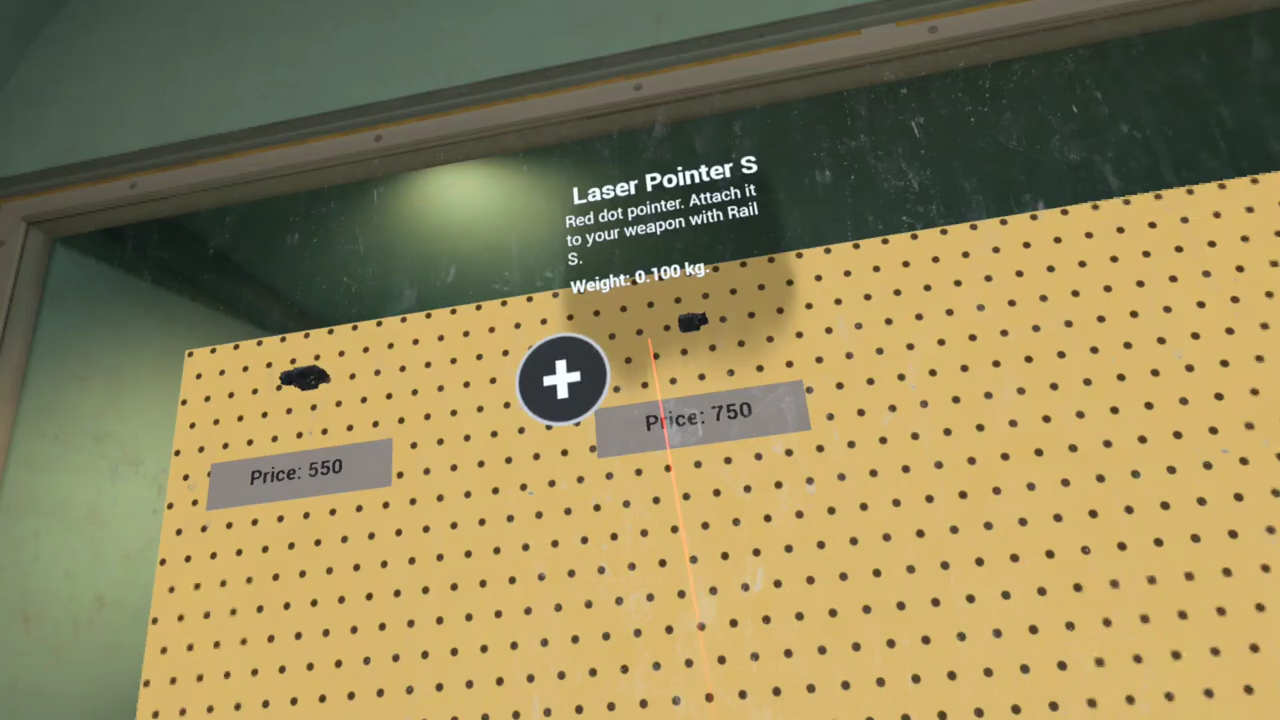 Laser Pointer S
Red dot pointer. Attach it
to your weapon with Rail
S.
Weight: 0.100 kg.
Price: 750
Price: 550